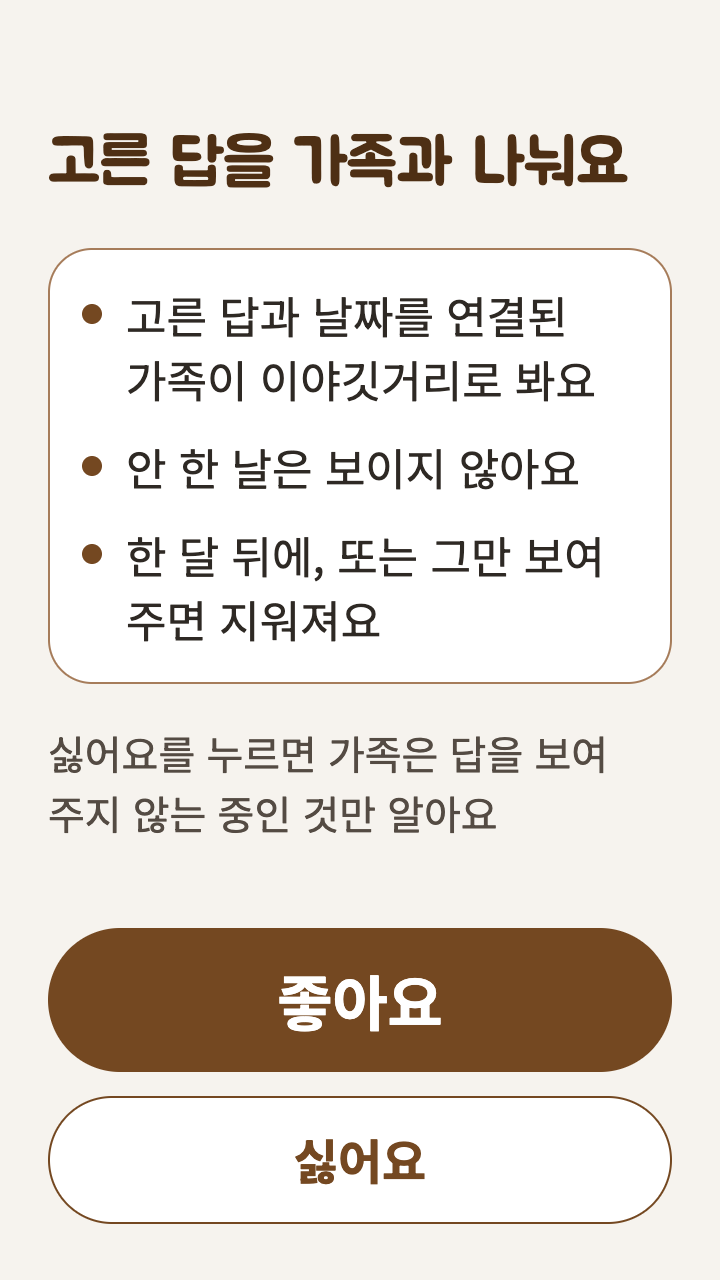 고른 답을 가족과 나눠요
고른 답과 날짜를 연결된
가족이 이야깃거리로 봐요
안 한 날은 보이지 않아요
한 달 뒤에, 또는 그만 보여
주면 지워져요
싫어요를 누르면 가족은 답을 보여
주지 않는 중인 것만 알아요
좋아요
싫어요